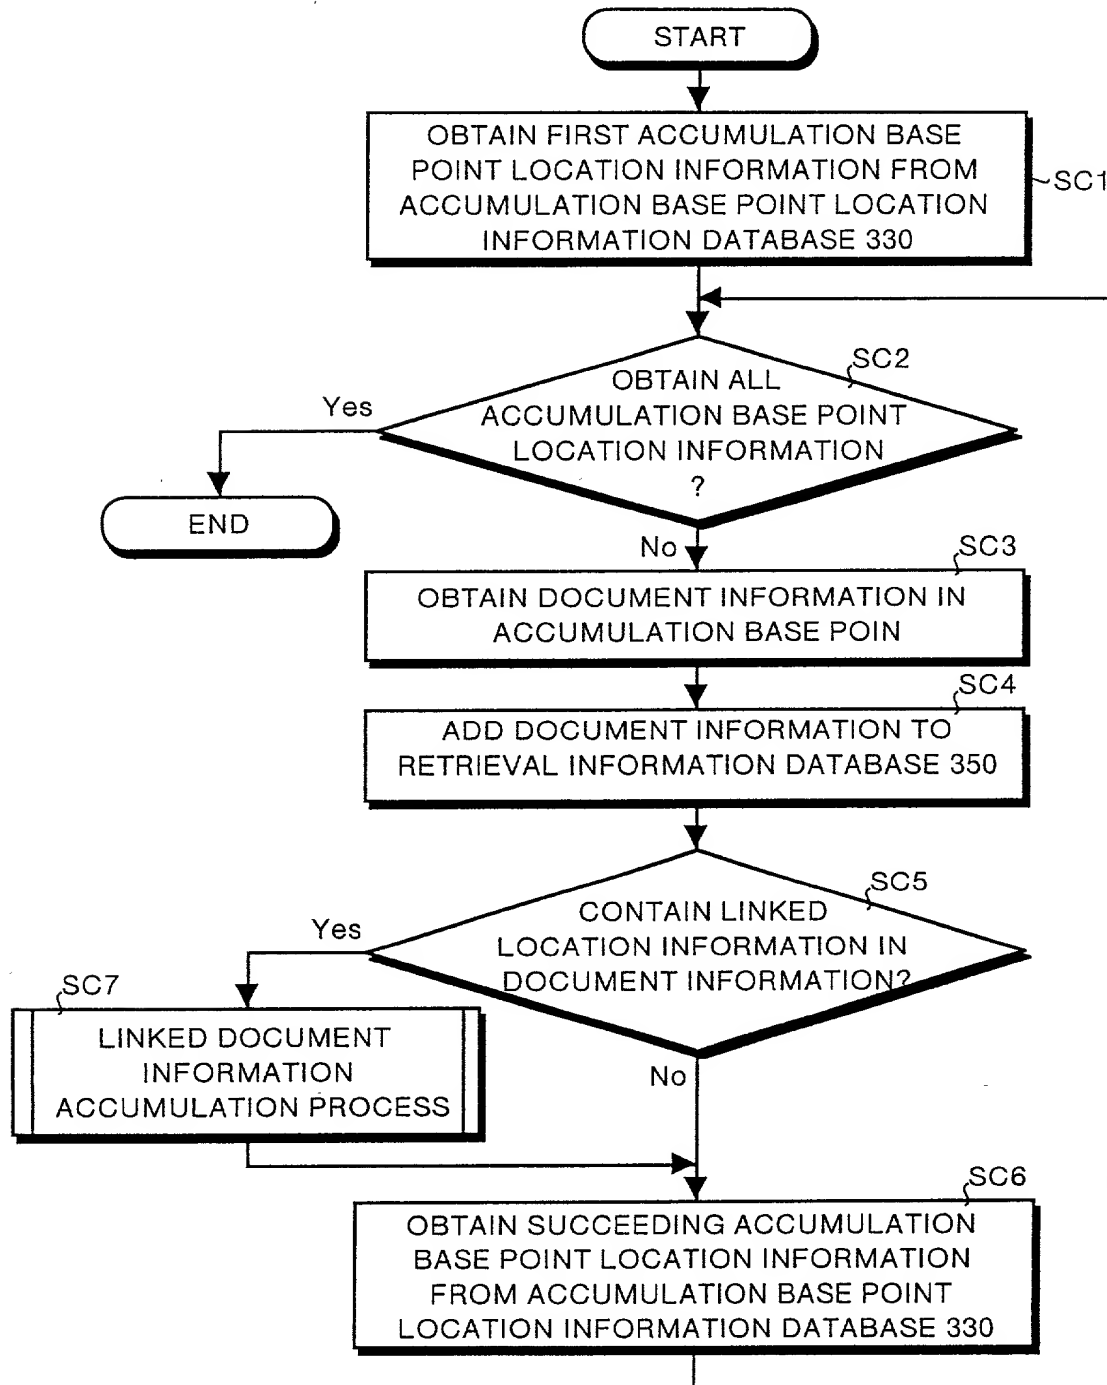 START
OBTAIN FIRST ACCUMULATION BASE
POINT LOCATION INFORMATION FROM
ACCUMULATION BASE POINT LOCATION
INFORMATION DATABASE 330
SC1
SC2
OBTAIN ALL
ACCUMULATION BASE POINT
LOCATION INFORMATION
?
Yes
END
No
SC3
OBTAIN DOCUMENT INFORMATION IN
ACCUMULATION BASE POIN
SC4
ADD DOCUMENT INFORMATION TO
RETRIEVAL INFORMATION DATABASE 350
SC5
CONTAIN LINKED
LOCATION INFORMATION IN
DOCUMENT INFORMATION?
Yes
SC7
LINKED DOCUMENT
INFORMATION
ACCUMULATION PROCESS
No
SC6
OBTAIN SUCCEEDING ACCUMULATION
BASE POINT LOCATION INFORMATION
FROM ACCUMULATION BASE POINT
LOCATION INFORMATION DATABASE 330